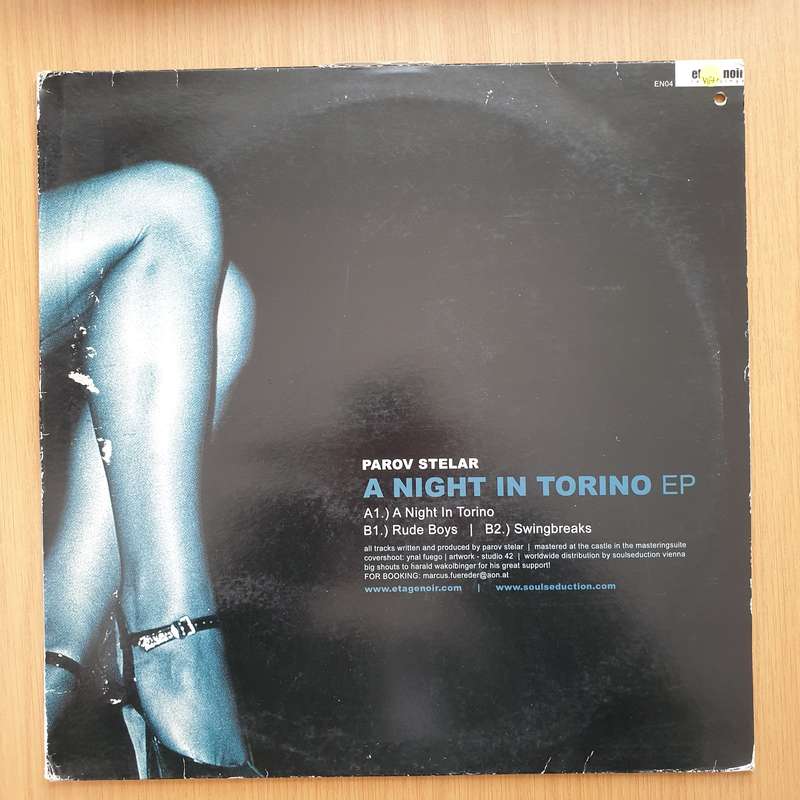 EN04
noir
PAROV STELAR
A NIGHT IN TORINO EP
A1.) A Night In Torino
B1.) Rude Boys | B2.) Swingbreaks
all tracks written and produced by parov stelar | mastered at the castle in the masteringsuite
covershoot: ynal fuego | artwork - studio 42 | worldwide distribution by soulseduction vienna
big shouts to harald wakolbinger for his great support!
FOR BOOKING: marcus.fuereder@aon.at
www.etagenoir.com | www.soulseduction.com